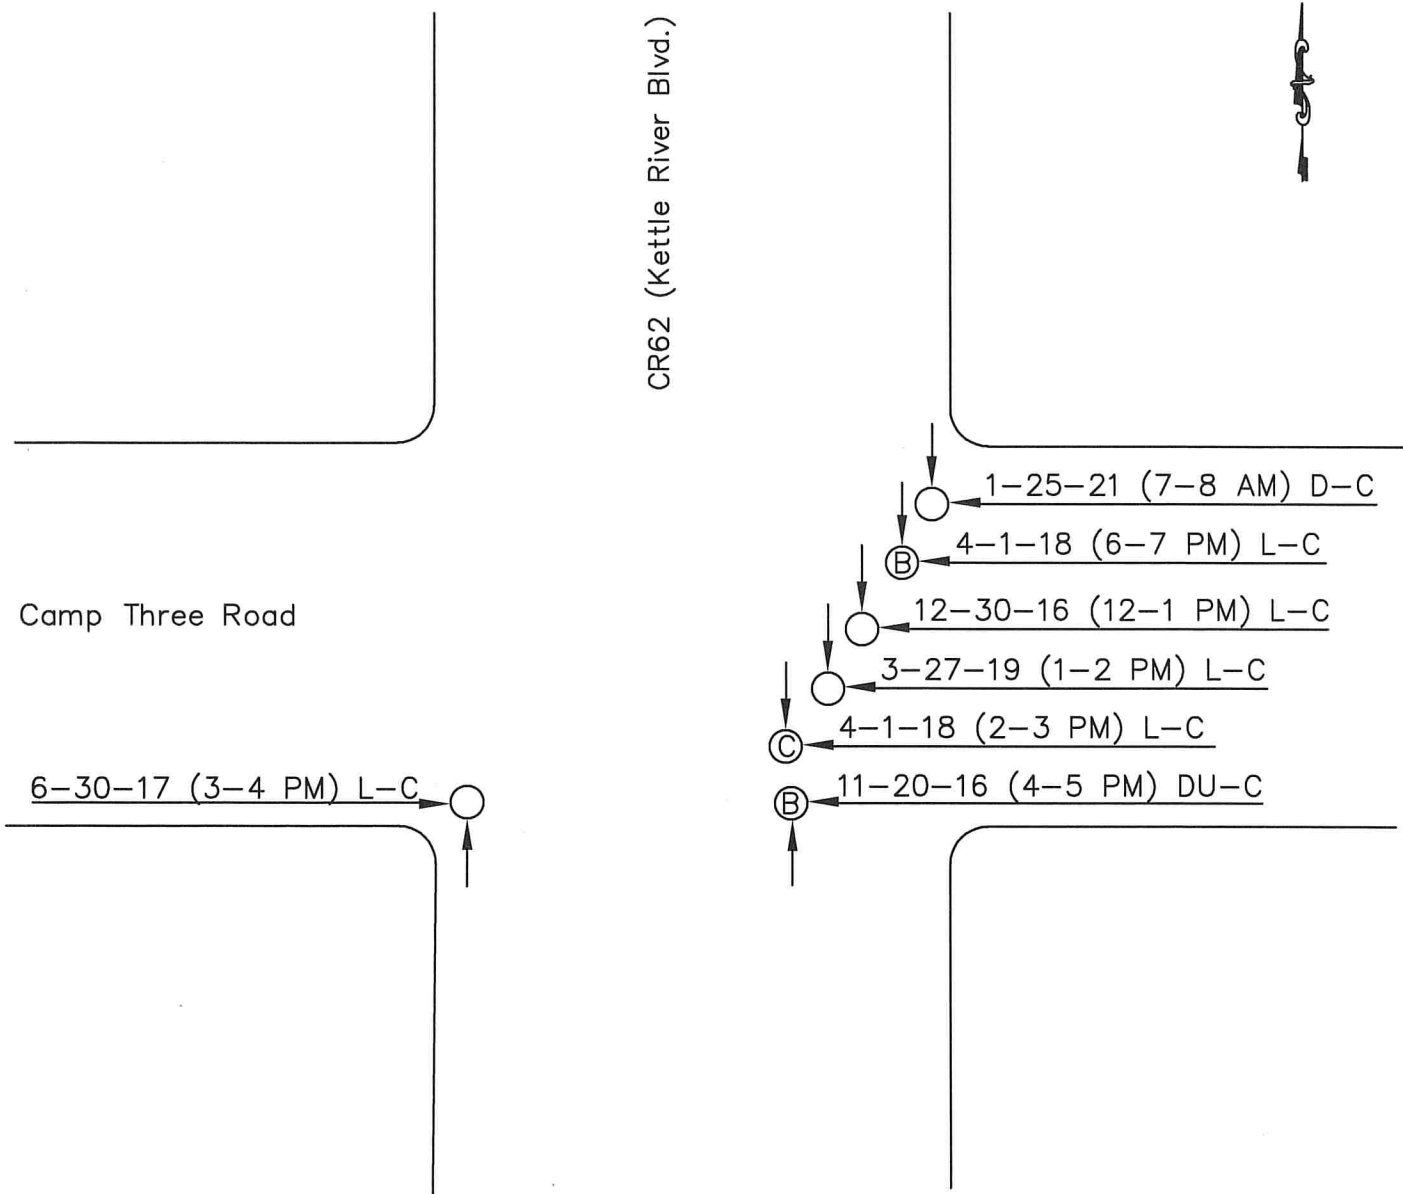 CR62 (Kettle River Blvd.)
1-25-21 (7-8 AM) D-C
B
4-1-18 (6-7 PM) L-C
12-30-16 (12-1 PM) L-C
Camp Three Road
3-27-19 (1-2 PM) L-C
C
4-1-18 (2-3 PM) L-C
6-30-17 (3-4 PM) L-C
B
11-20-16 (4-5 PM) DU-C